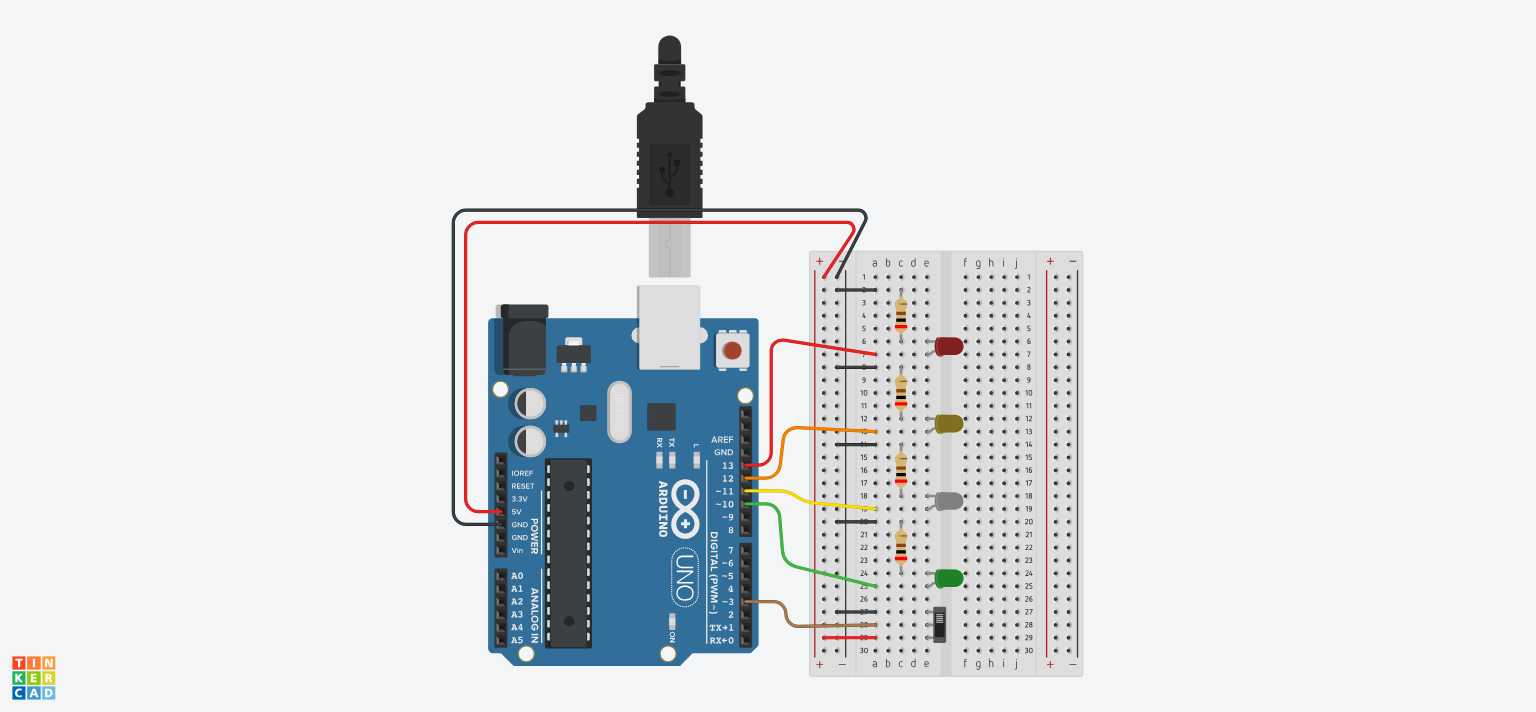 + − a b c d e f g h i j + −
1 1
2 2
3 3
4 4
5 5
6 6
7 7
8 8
9 9
10 10
11 11
12 12
13 13
14 14
15 15
16 16
17 17
18 18
19 19
20 20
21 21
22 22
23 23
24 24
25 25
26 26
27 27
28 28
29 29
30 30
+ − a b c d e f g h i j + −
RX TX L
AREF
GND
13
12
~11
~10
~9
8
7
~6
~5
4
~3
2
TX→1
RX←0
DIGITAL (PWM~)
ARDUINO
UNO
ON
IOREF
RESET
3.3V
5V
GND
GND
Vin
POWER
A0
A1
A2
A3
A4
A5
ANALOG IN
TIN
KER
CAD